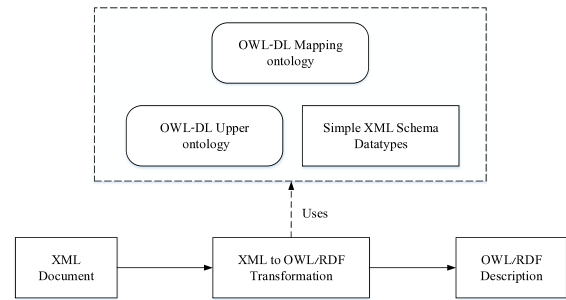 OWL-DL Mapping
ontology
OWL-DL Upper
ontology
Simple XML Schema
Datatypes
Uses
XML
Document
XML to OWL/RDF
Transformation
OWL/RDF
Description